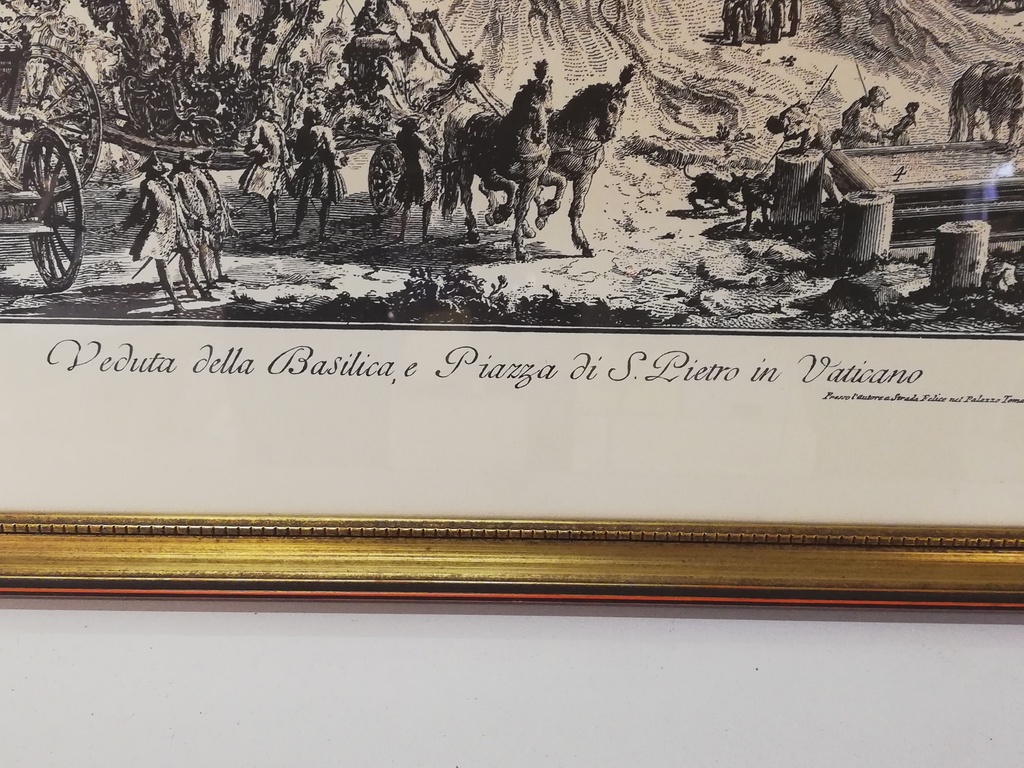 4
Veduta della Basilica, e Piazza di S. Pietro in Vaticano
Presso l'autore a Strada Felice nel Palazzo